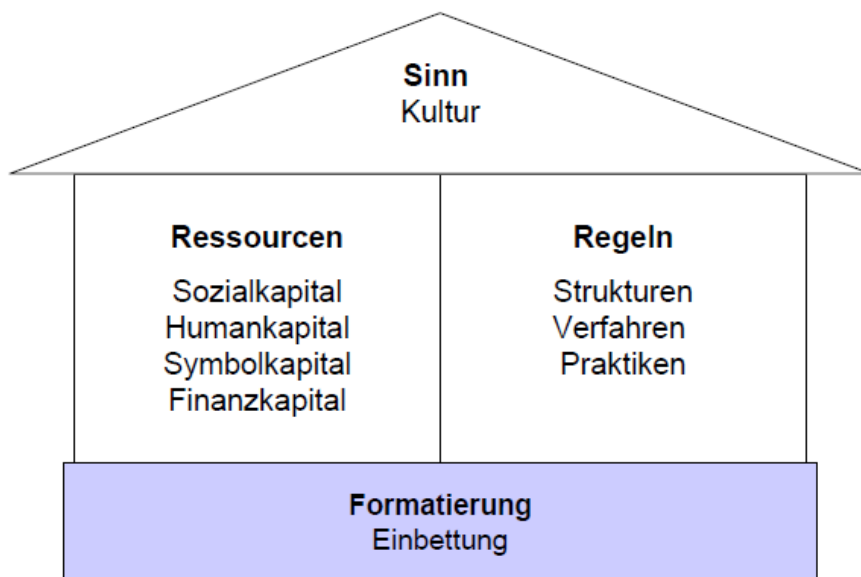 Sinn
Kultur
Ressourcen
Sozialkapital
Humankapital
Symbolkapital
Finanzkapital
Regeln
Strukturen
Verfahren
Praktiken
Formatierung
Einbettung